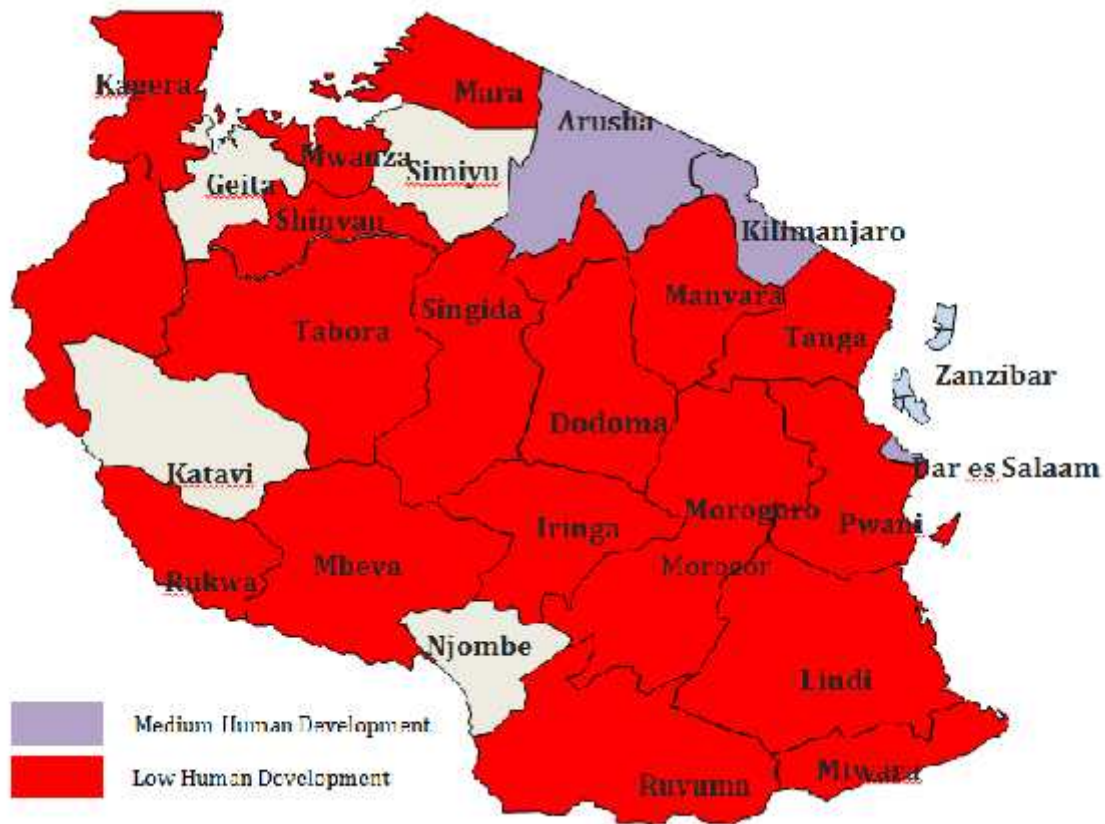 Kagera
Mara
Arusha
Mwanza
Simiyu
Geita
Shinyan
Kilimanjaro
Manyara
Singida
Tabora
Tanga
Zanzibar
Dodoma
Dar es Salaam
Katavi
Morogoro
Iringa
Pwani
Morogor
Mbeya
Rukwa
Njombe
Lindi
Medium Human Development
Low Human Development
Mtwara
Ruvuma